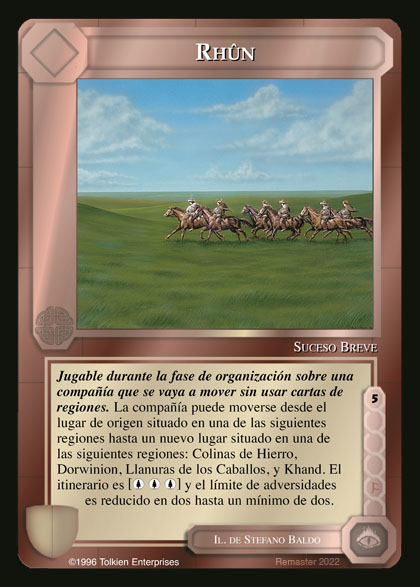 RHÛN
SUCESO BREVE
Jugable durante la fase de organización sobre una
compañía que se vaya a mover sin usar cartas de
regiones. La compañía puede moverse desde el
lugar de origen situado en una de las siguientes
regiones hasta un nuevo lugar situado en una de
las siguientes regiones: Colinas de Hierro,
Dorwinion, Llanuras de los Caballos, y Khand. El
itinerario es [ ] y el límite de adversidades
es reducido en dos hasta un mínimo de dos.
5
IL. DE STEFANO BALDO
©1996 Tolkien Enterprises
Remaster 2022